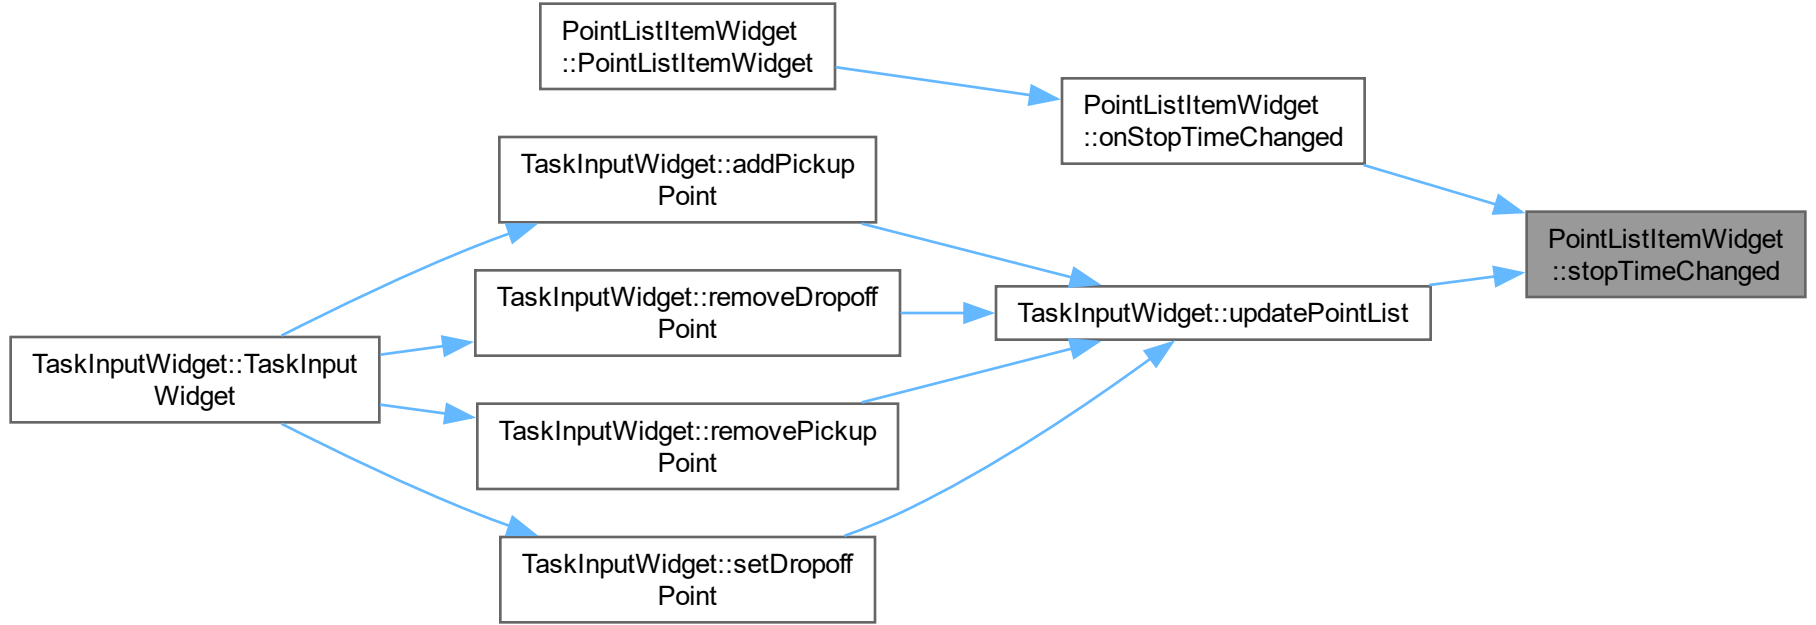 PointListItemWidget
::PointListItemWidget
PointListItemWidget
::onStopTimeChanged
TaskInputWidget::addPickup
Point
PointListItemWidget
::stopTimeChanged
TaskInputWidget::removeDropoff
Point
TaskInputWidget::updatePointList
TaskInputWidget::TaskInput
Widget
TaskInputWidget::removePickup
Point
TaskInputWidget::setDropoff
Point